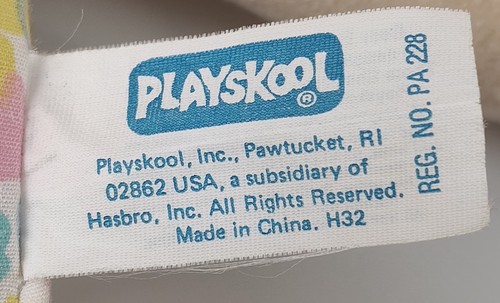 PLAYSKOOL®
Playskool, Inc., Pawtucket, RI
02862 USA, a subsidiary of
Hasbro, Inc. All Rights Reserved.
Made in China. H32
REG. NO. PA 228